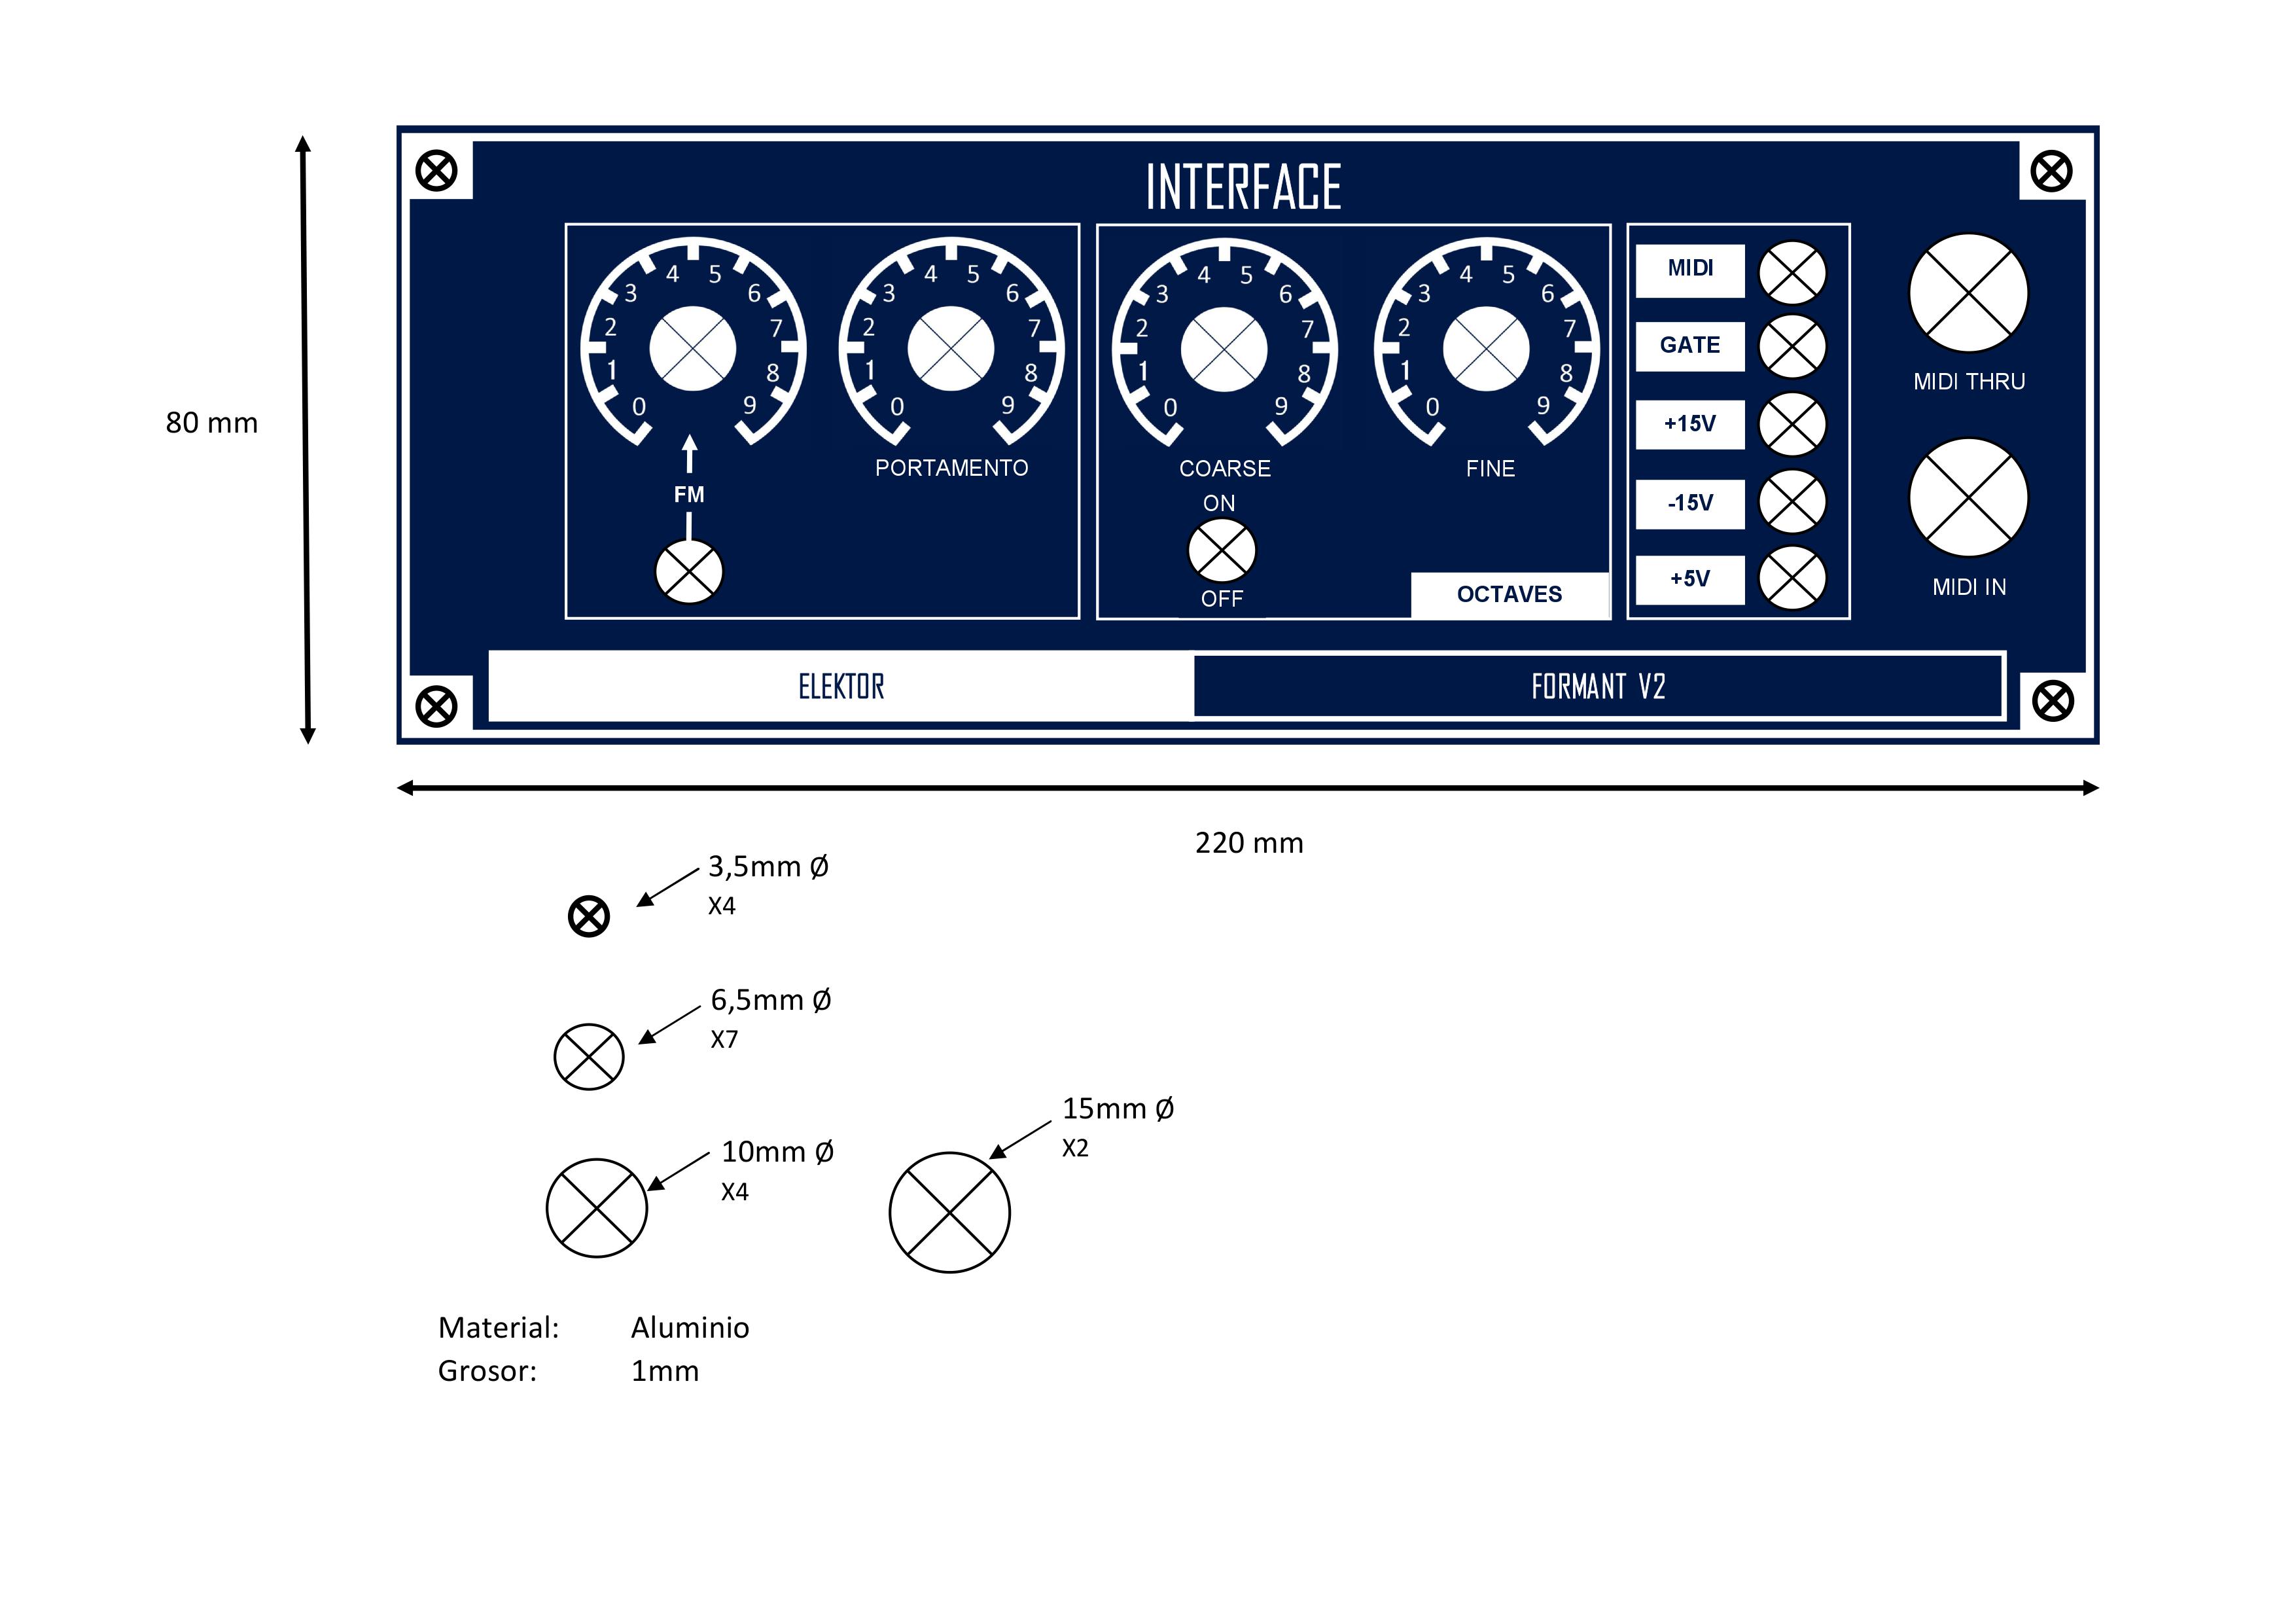 INTERFACE
4 5
3 6
2 7
1 8
0 9
4 5
3 6
2 7
1 8
0 9
PORTAMENTO
FM
4 5
3 6
2 7
1 8
0 9
COARSE
ON
OFF
4 5
3 6
2 7
1 8
0 9
FINE
OCTAVES
MIDI
GATE
+15V
-15V
+5V
MIDI THRU
MIDI IN
ELEKTOR
FORMANT V2
80 mm
220 mm
3,5mm Ø
X4
6,5mm Ø
X7
10mm Ø
X4
15mm Ø
X2
Material: Aluminio
Grosor: 1mm